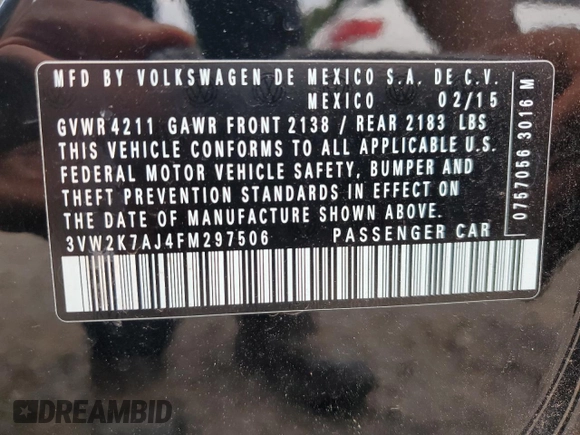 MFD BY VOLKSWAGEN DE MEXICO S.A. DE C.V.
MEXICO 02/15
GVWR 4211 GAWR FRONT 2138 / REAR 2183 LBS
THIS VEHICLE CONFORMS TO ALL APPLICABLE U.S.
FEDERAL MOTOR VEHICLE SAFETY, BUMPER AND
THEFT PREVENTION STANDARDS IN EFFECT ON
THE DATE OF MANUFACTURE SHOWN ABOVE.
3VW2K7AJ4FM297506 PASSENGER CAR
0757056 3016 M
DREAMBID